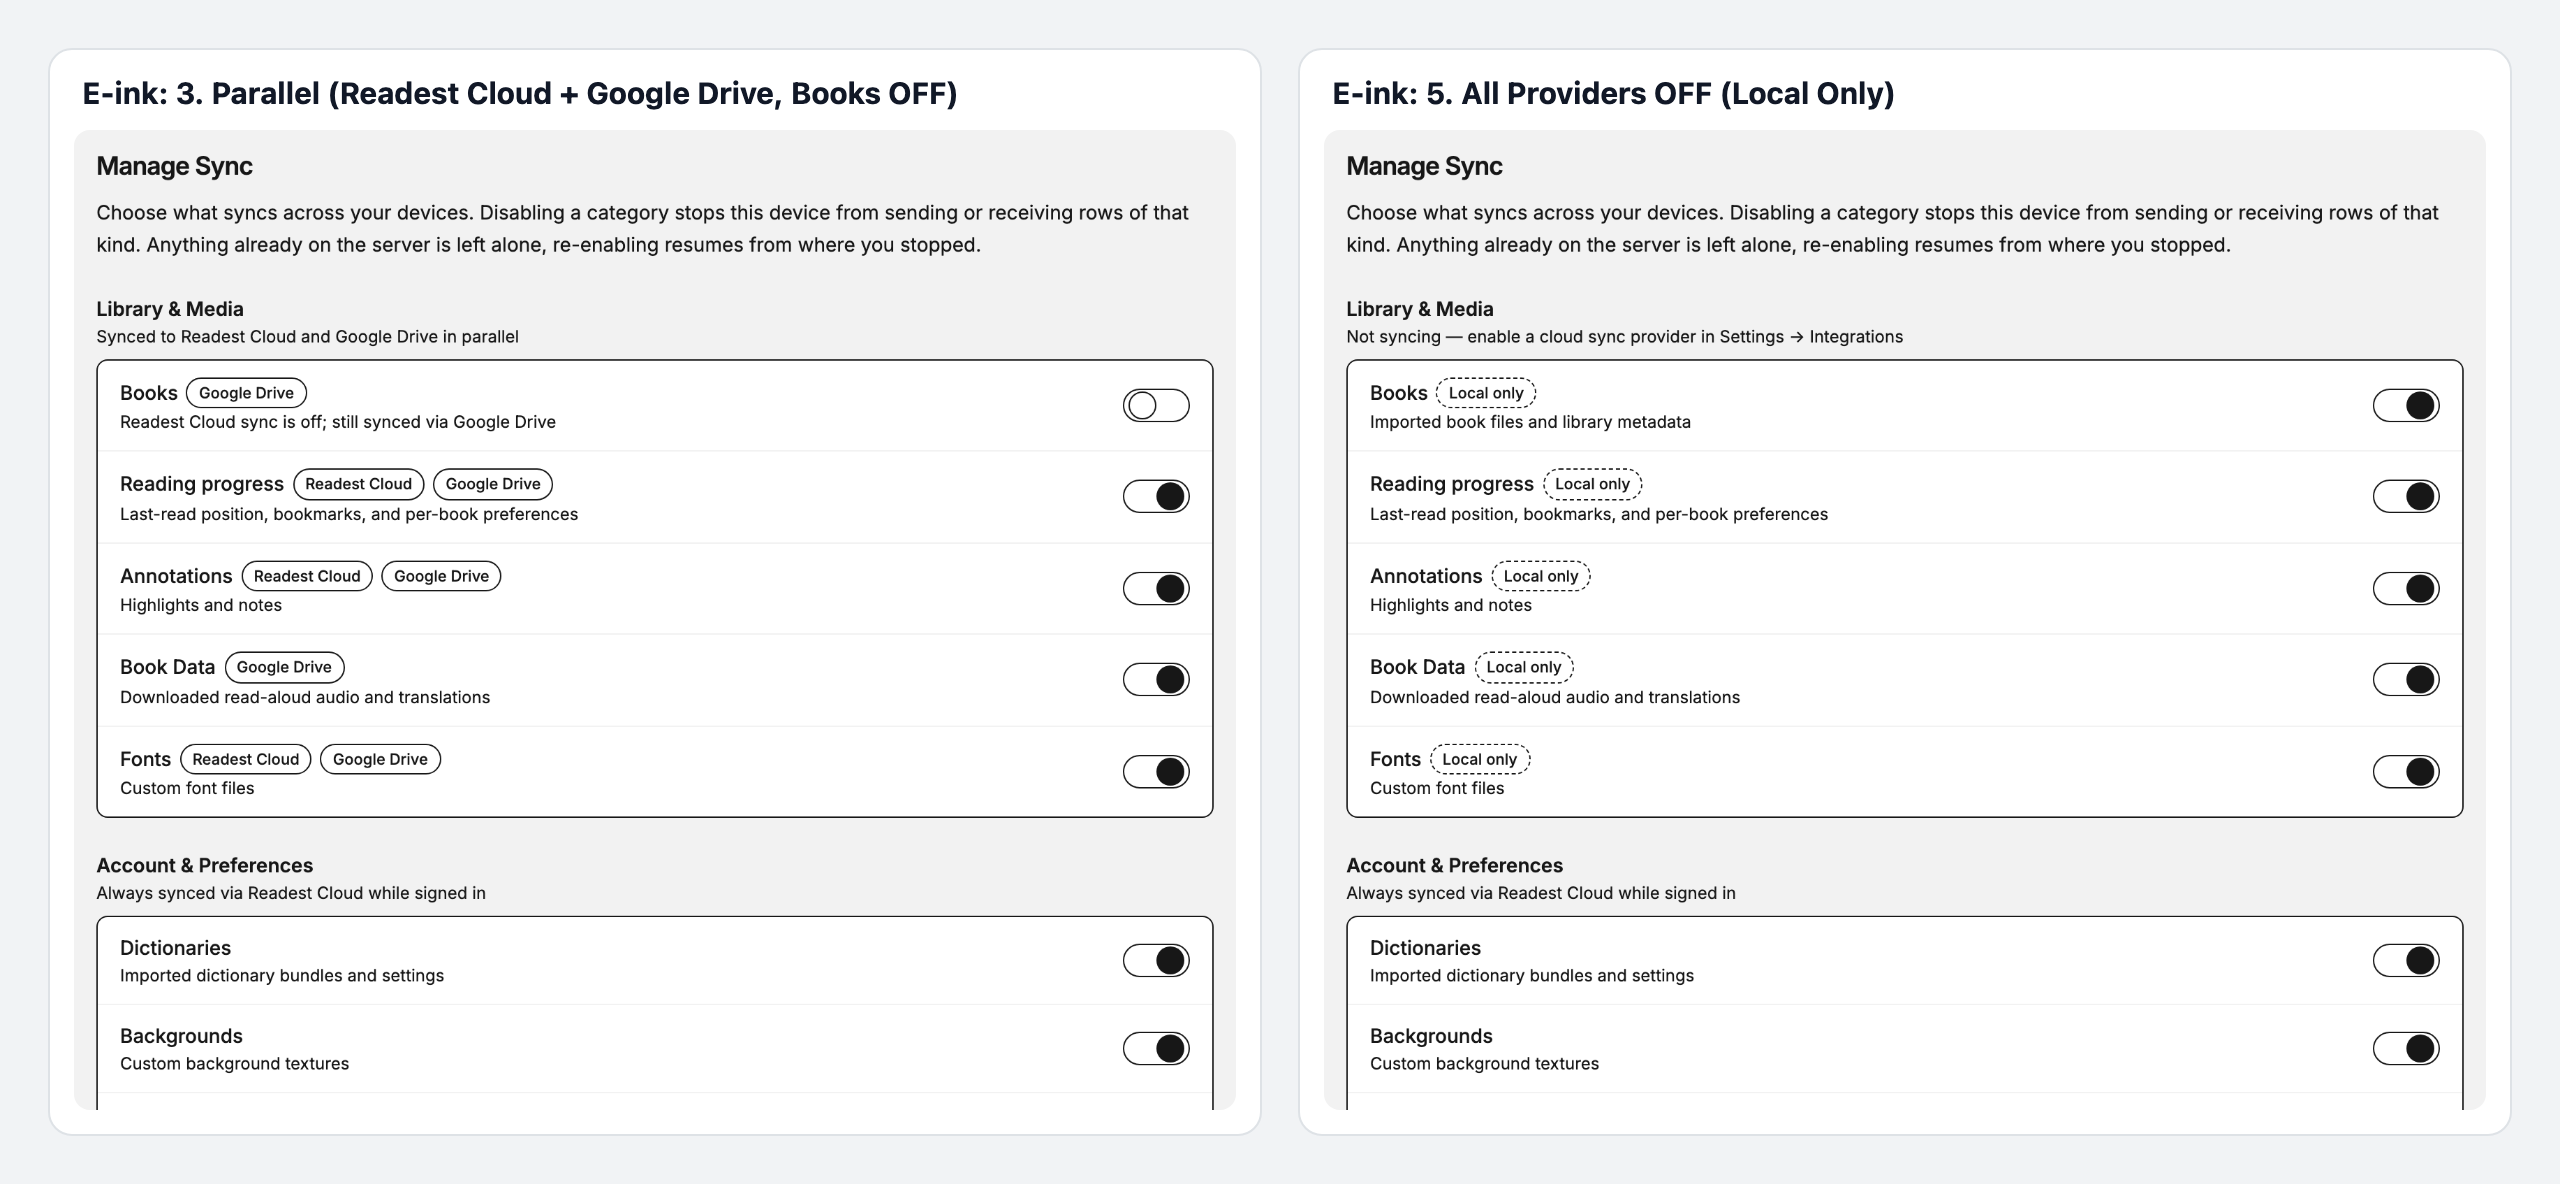 E-ink: 3. Parallel (Readest Cloud + Google Drive, Books OFF)
Manage Sync
Choose what syncs across your devices. Disabling a category stops this device from sending or receiving rows of that
kind. Anything already on the server is left alone, re-enabling resumes from where you stopped.
Library & Media
Synced to Readest Cloud and Google Drive in parallel
Books Google Drive
Readest Cloud sync is off; still synced via Google Drive
Reading progress Readest Cloud Google Drive
Last-read position, bookmarks, and per-book preferences
Annotations Readest Cloud Google Drive
Highlights and notes
Book Data Google Drive
Downloaded read-aloud audio and translations
Fonts Readest Cloud Google Drive
Custom font files
Account & Preferences
Always synced via Readest Cloud while signed in
Dictionaries
Imported dictionary bundles and settings
Backgrounds
Custom background textures
E-ink: 5. All Providers OFF (Local Only)
Manage Sync
Choose what syncs across your devices. Disabling a category stops this device from sending or receiving rows of that
kind. Anything already on the server is left alone, re-enabling resumes from where you stopped.
Library & Media
Not syncing — enable a cloud sync provider in Settings → Integrations
Books Local only
Imported book files and library metadata
Reading progress Local only
Last-read position, bookmarks, and per-book preferences
Annotations Local only
Highlights and notes
Book Data Local only
Downloaded read-aloud audio and translations
Fonts Local only
Custom font files
Account & Preferences
Always synced via Readest Cloud while signed in
Dictionaries
Imported dictionary bundles and settings
Backgrounds
Custom background textures